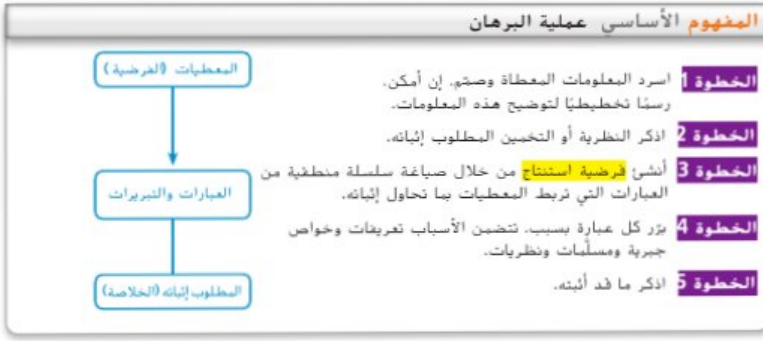 المفهوم الأساسي عملية البرهان
الخطوة 1 اسرد المعلومات المعطاة وصمّم، إن أمكن،
رسمًا تخطيطيًا لتوضيح هذه المعلومات.
الخطوة 2 اذكر النظرية أو التخمين المطلوب إثباته.
الخطوة 3 أنشئ فرضية استنتاج من خلال صياغة سلسلة منطقية من
العبارات التي تربط المعطيات بما تحاول إثباته.
الخطوة 4 برّر كل عبارة بسبب. تتضمن الأسباب تعريفات وخواص
جبرية ومسلّمات ونظريات.
الخطوة 5 اذكر ما قد أثبته.
المعطيات (الفرضية)
العبارات والتبريرات
المطلوب إثباته (الخلاصة)